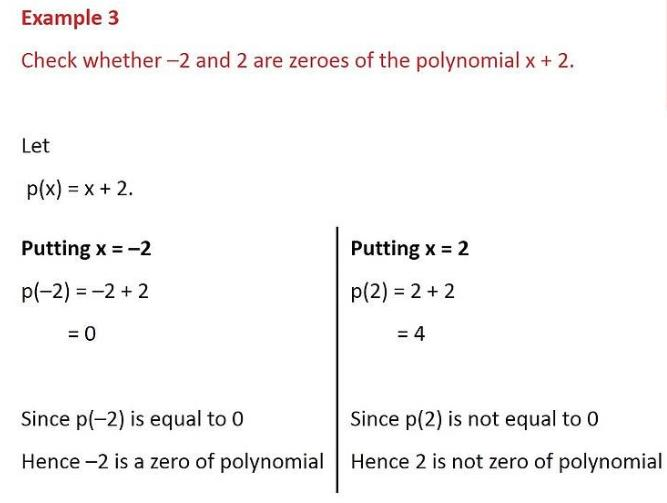 Example 3
Check whether –2 and 2 are zeroes of the polynomial x + 2.
Let
p(x) = x + 2.
Putting x = –2
p(–2) = –2 + 2
= 0
Since p(–2) is equal to 0
Hence –2 is a zero of polynomial
Putting x = 2
p(2) = 2 + 2
= 4
Since p(2) is not equal to 0
Hence 2 is not zero of polynomial